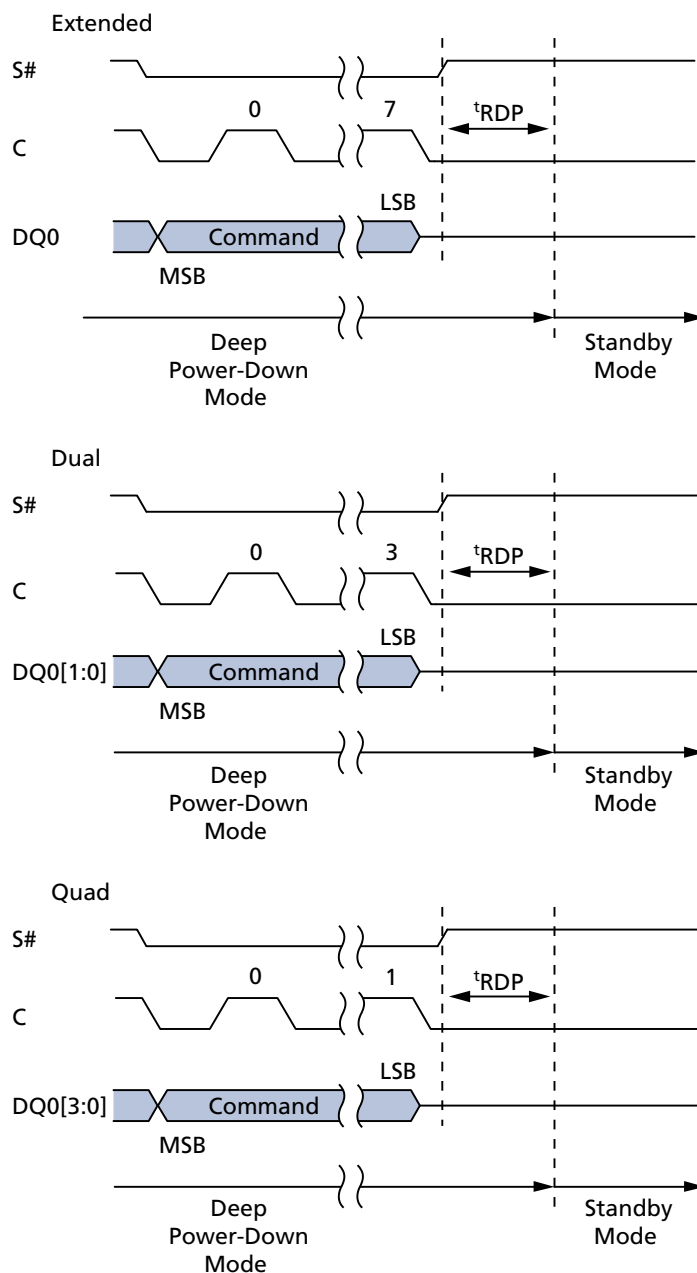 Extended
S#
0 7 tRDP
C
LSB
DQ0 Command
MSB
Deep Standby
Power-Down Mode
Mode
Dual
S#
0 3 tRDP
C
LSB
DQ0[1:0] Command
MSB
Deep Standby
Power-Down Mode
Mode
Quad
S#
0 1 tRDP
C
LSB
DQ0[3:0] Command
MSB
Deep Standby
Power-Down Mode
Mode